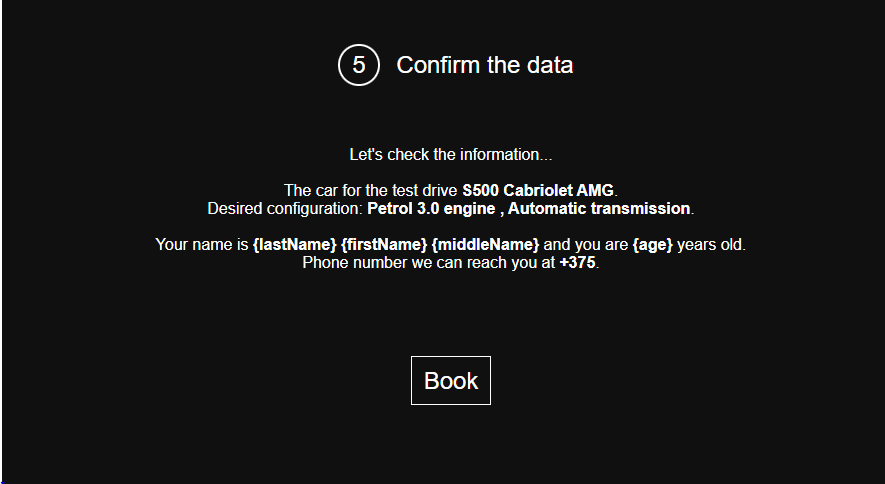 5 Confirm the data
Let's check the information...
The car for the test drive S500 Cabriolet AMG.
Desired configuration: Petrol 3.0 engine , Automatic transmission.
Your name is {lastName} {firstName} {middleName} and you are {age} years old.
Phone number we can reach you at +375.
Book